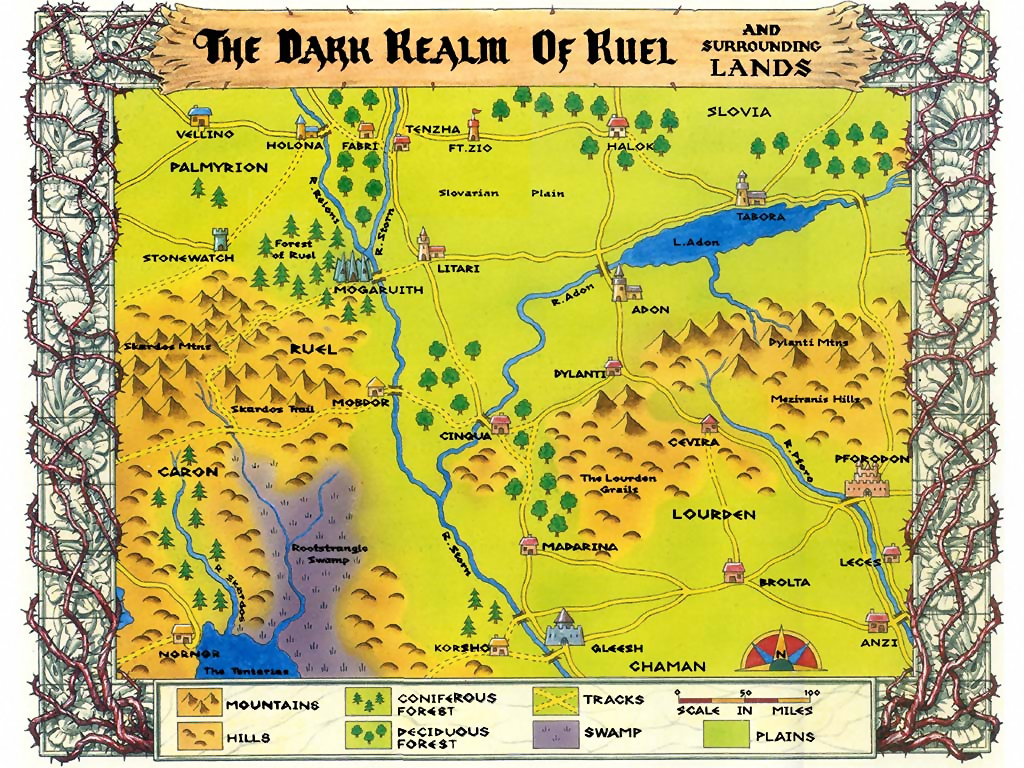 THE DARK REALM OF RUEL
AND
SURROUNDING
LANDS
SLOVIA
VELLINO
HOLONA
FABRI
TENZHA
FT.ZIO
HALOK
PALMYRION
R. Rolona
Slovarian Plain
TABORA
R. Storn
Forest
of Ruel
L.Adon
STONEWATCH
LITARI
MOGARUITH
R. Adon
ADON
Skardos Mtns
RUEL
Dylanti Mtns
DYLANTI
Skardos Trail
MOBDOR
Meziranis Hills
CINQUA
CEVIRA
R. Pforo
PFORODON
CARON
The Lourden
Grails
LOURDEN
Rootstrangle
Swamp
R. Storn
MADARINA
LECES
R. Skardos
BROLTA
NORNOR
KORSHO
GLEESH
ANZI
N
The Tentarias
CHAMAN
MOUNTAINS
CONIFEROUS
FOREST
TRACKS
0 50 100
SCALE IN MILES
HILLS
DECIDUOUS
FOREST
SWAMP
PLAINS